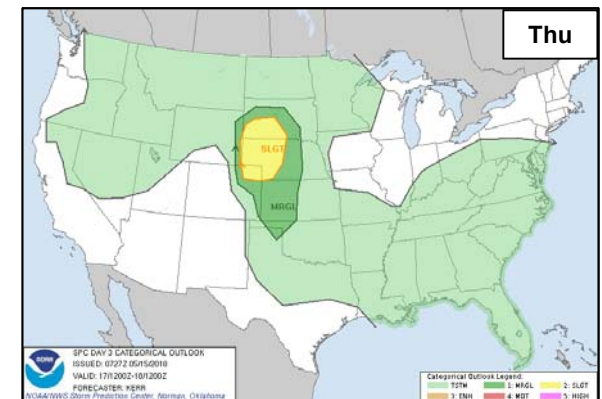 Thu
SLGT
MRGL
SPC DAY 3 CATEGORICAL OUTLOOK
ISSUED: 0727Z 05/15/2018
VALID: 17/1200Z-18/1200Z
FORECASTER: KERR
NOAA/NWS Storm Prediction Center, Norman, Oklahoma
Categorical Outlook Legend:
TSTM 1: MRGL 2: SLGT
3: ENH 4: MDT 5: HIGH